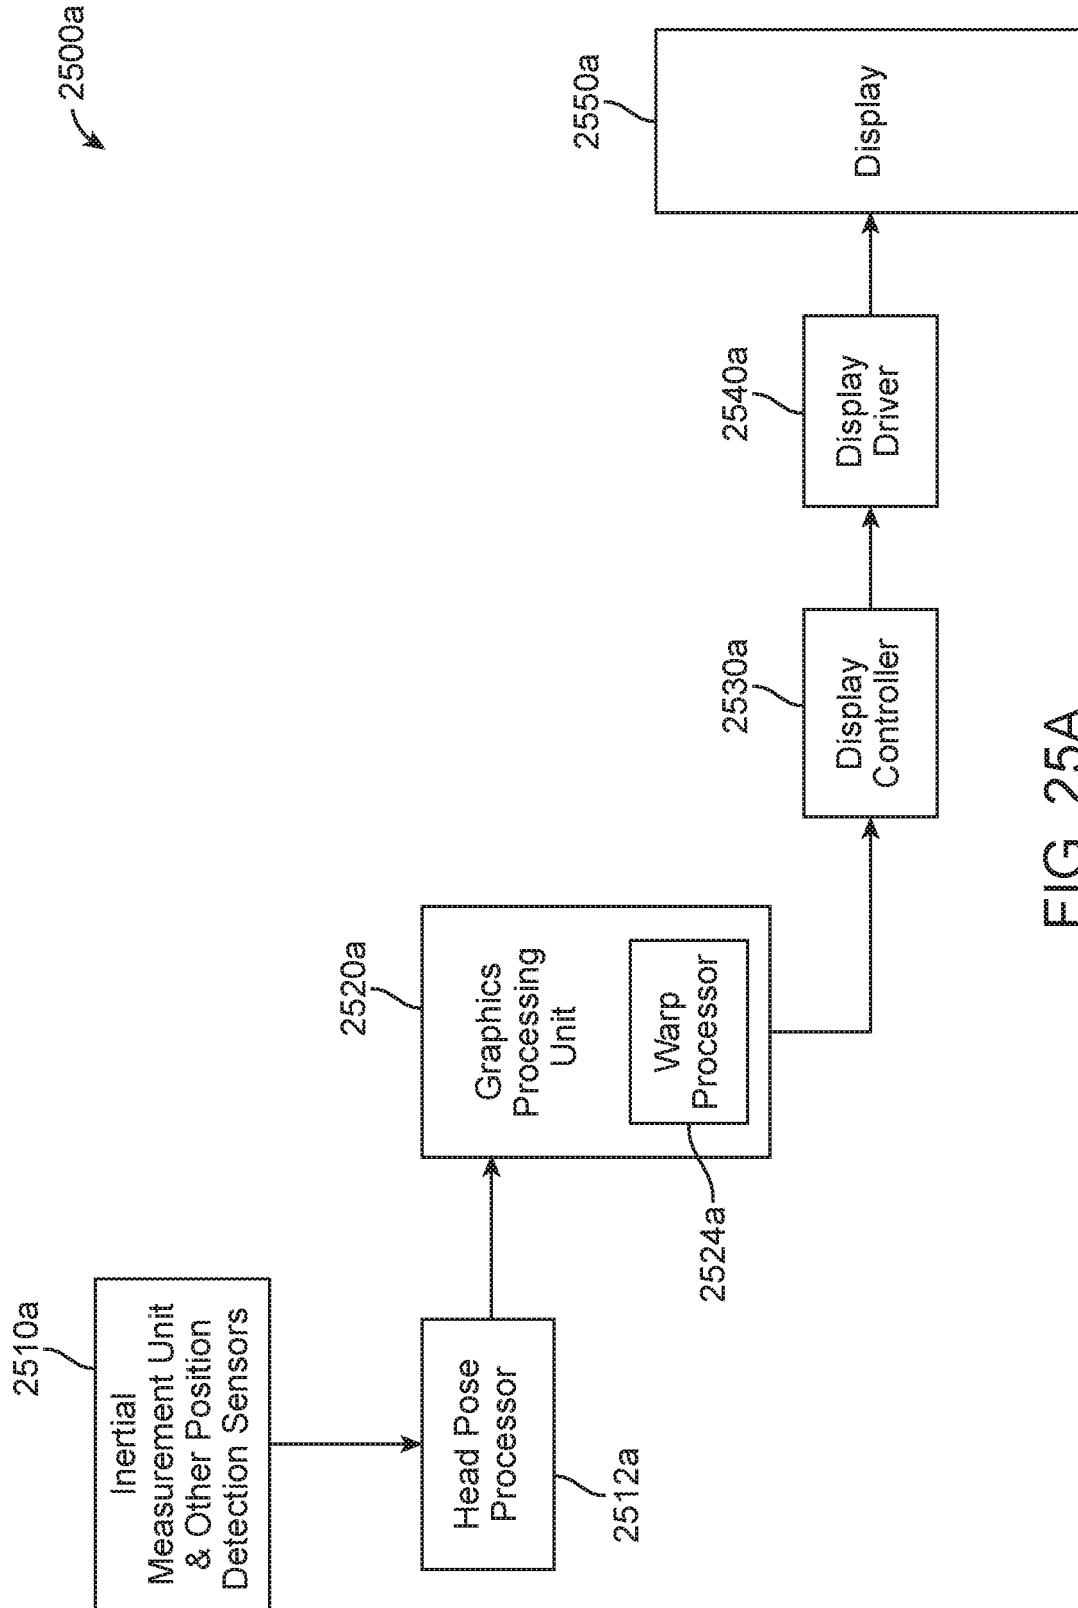 2500a
2510a
Inertial
Measurement Unit
& Other Position
Detection Sensors
Head Pose
Processor
2512a
2520a
Graphics
Processing
Unit
Warp
Processor
2524a
2530a
Display
Controller
2540a
Display
Driver
2550a
Display
FIG. 25A